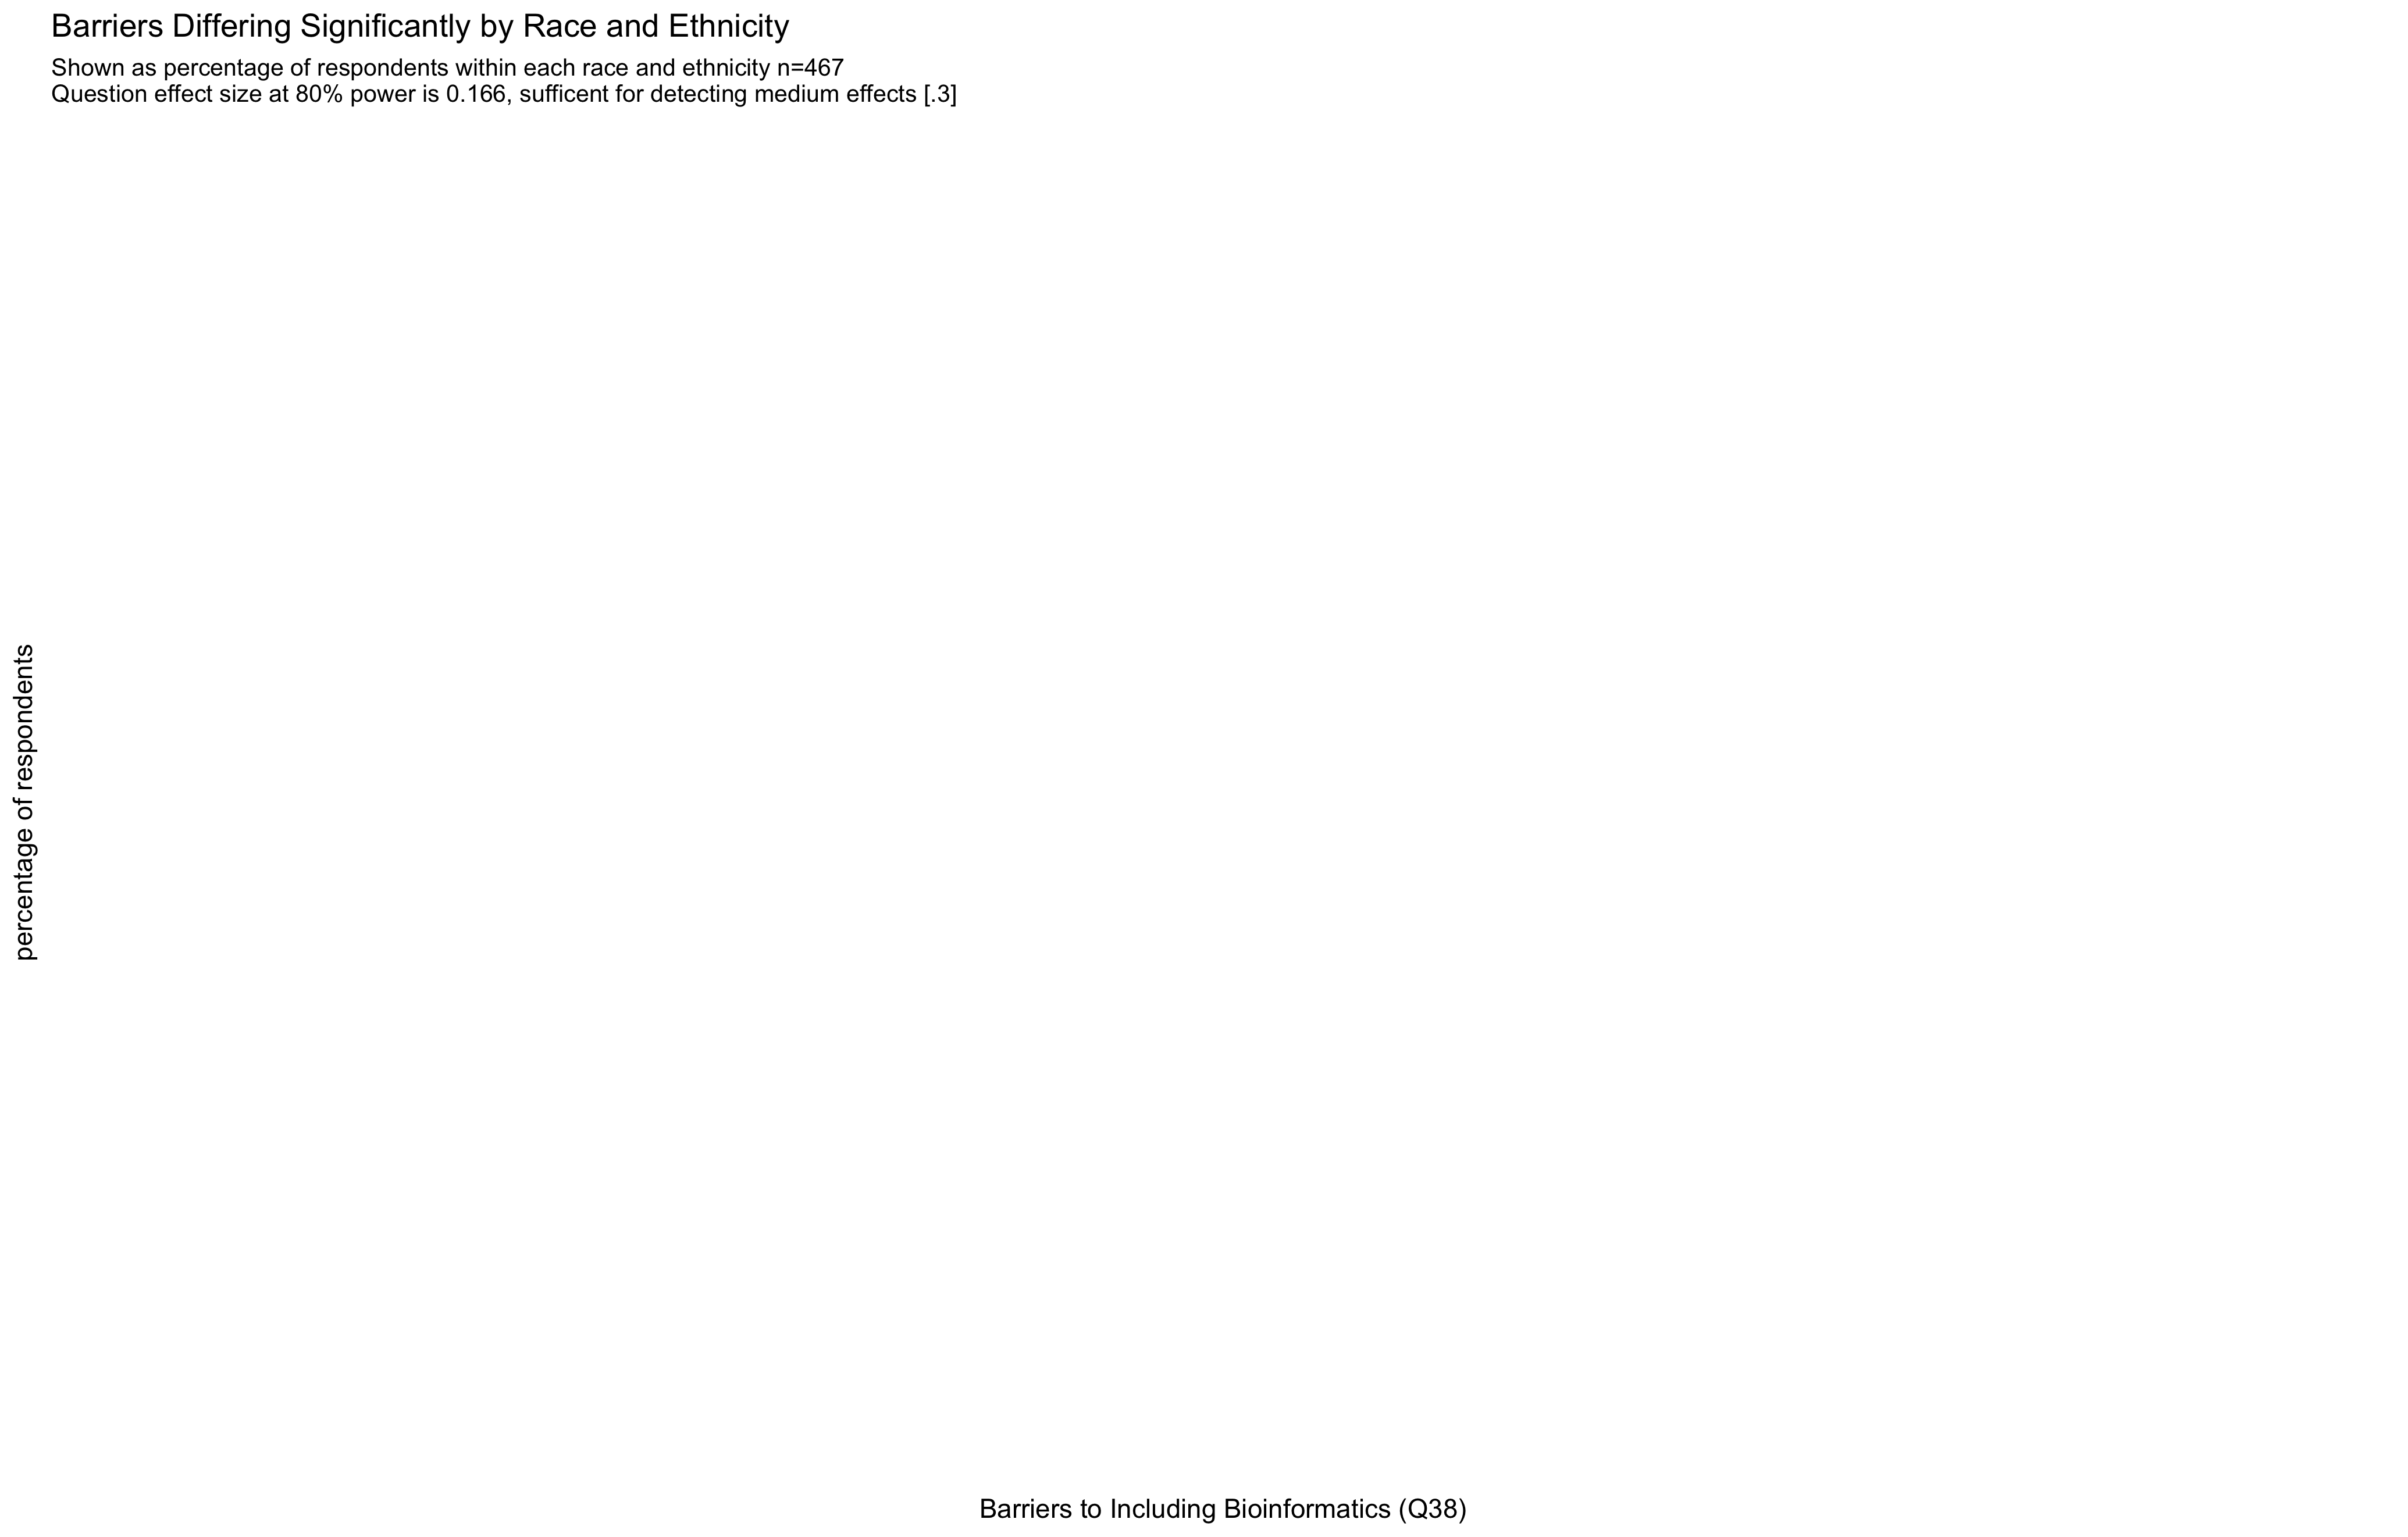 Barriers Differing Significantly by Race and Ethnicity
Shown as percentage of respondents within each race and ethnicity n=467
Question effect size at 80% power is 0.166, sufficent for detecting medium effects [.3]
percentage of respondents
Barriers to Including Bioinformatics (Q38)